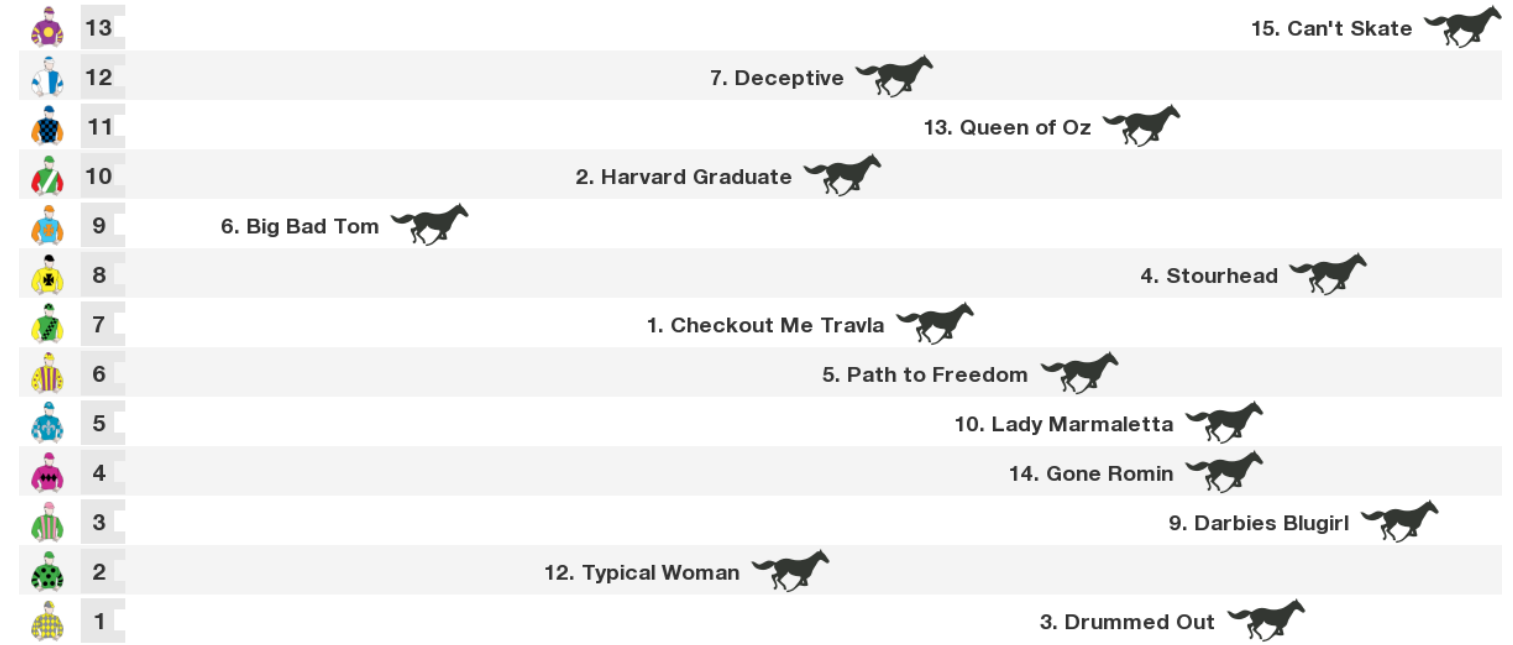 13 15. Can't Skate
12 7. Deceptive
11 13. Queen of Oz
10 2. Harvard Graduate
9 6. Big Bad Tom
8 4. Stourhead
7 1. Checkout Me Travla
6 5. Path to Freedom
5 10. Lady Marmaletta
4 14. Gone Romin
3 9. Darbies Blugirl
2 12. Typical Woman
1 3. Drummed Out